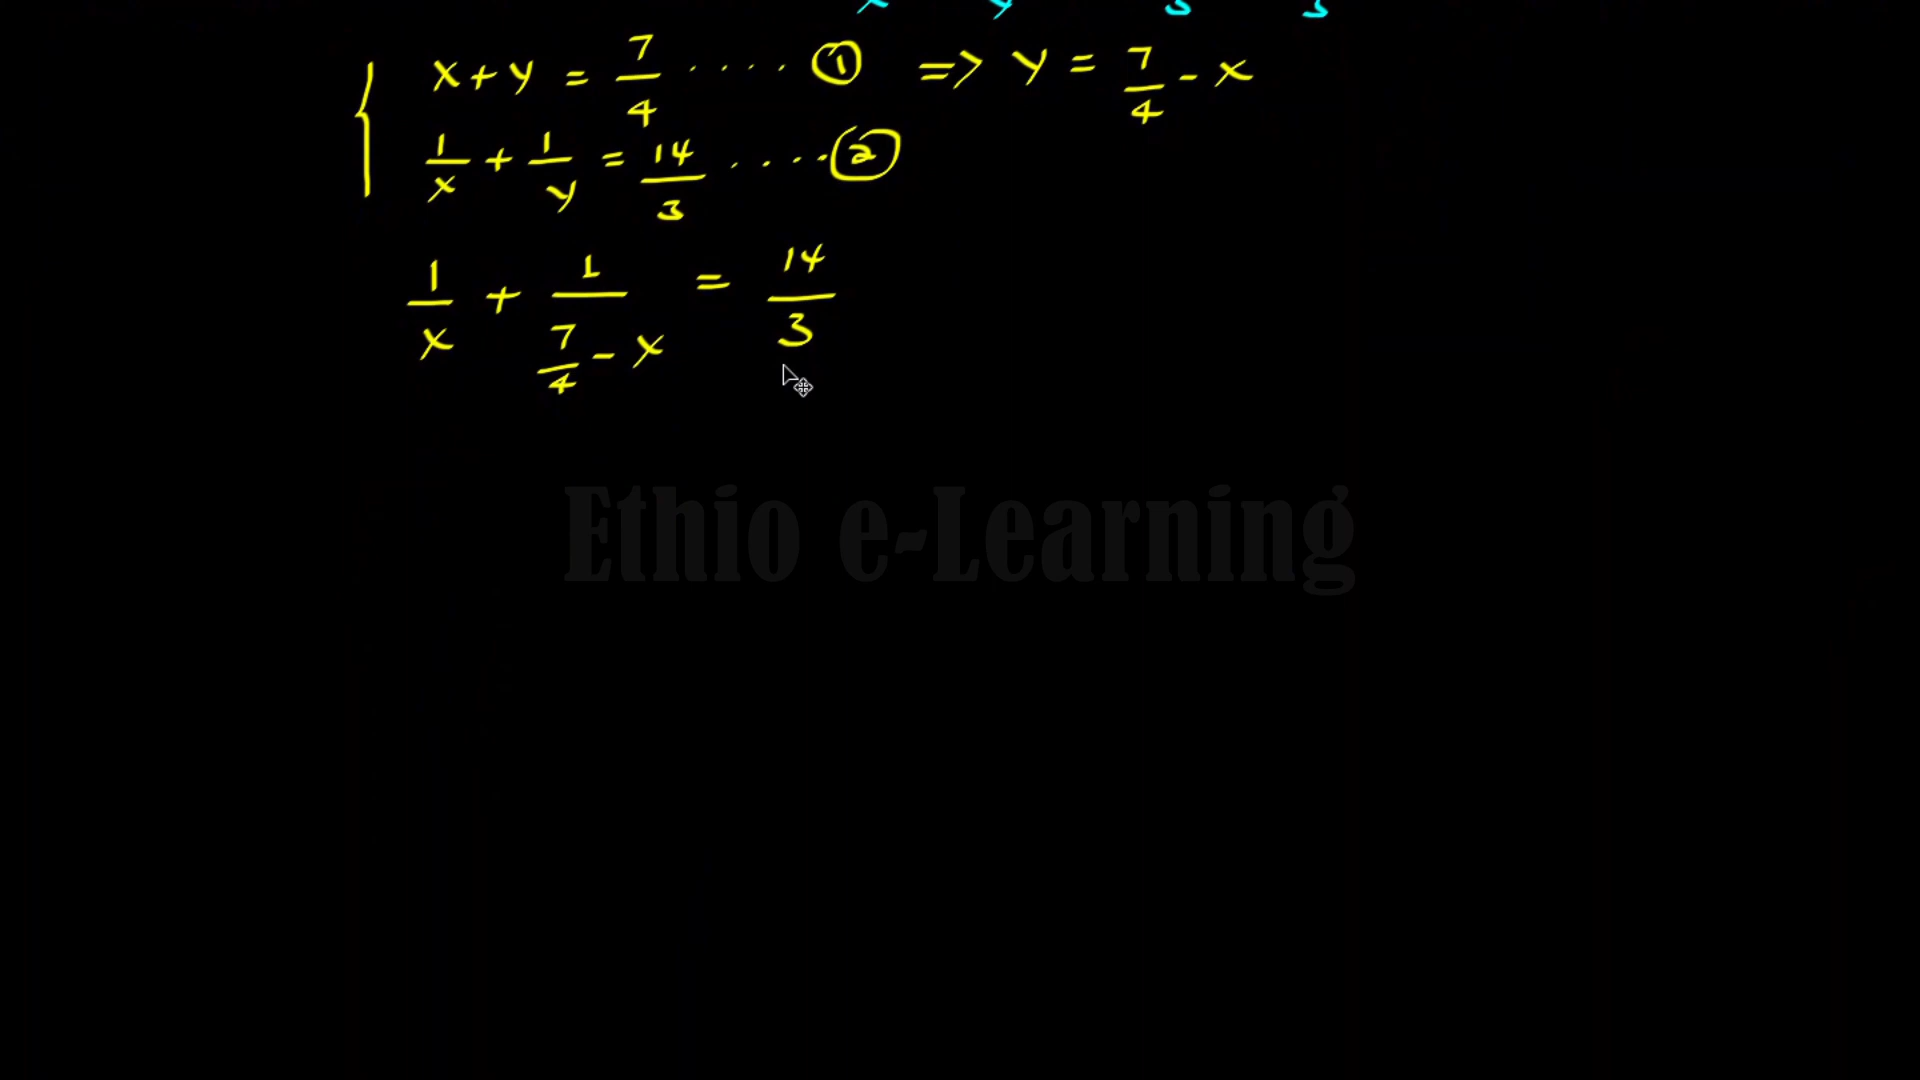 x + y = 7/4 .... ① => y = 7/4 - x
1/x + 1/y = 14/3 .... ②
1/x + 1/(7/4 - x) = 14/3
Ethio e-Learning